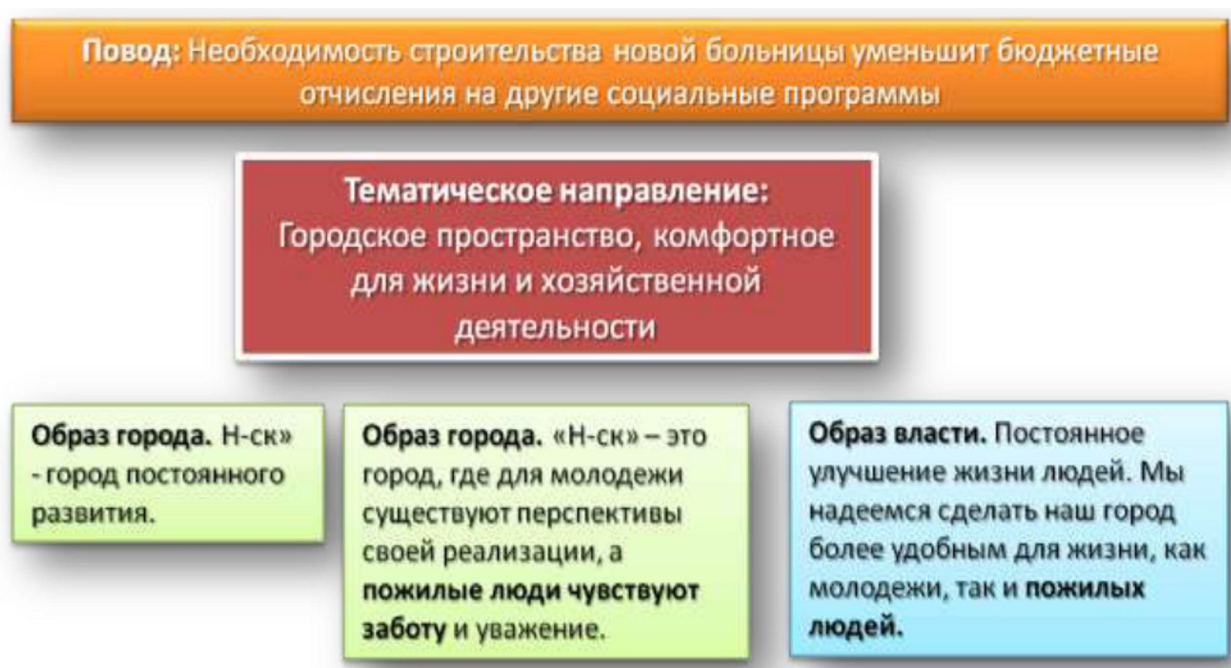 Повод: Необходимость строительства новой больницы уменьшит бюджетные
отчисления на другие социальные программы
Тематическое направление:
Городское пространство, комфортное
для жизни и хозяйственной
деятельности
Образ города. Н-ск»
- город постоянного
развития.
Образ города. «Н-ск» – это
город, где для молодежи
существуют перспективы
своей реализации, а
пожилые люди чувствуют
заботу и уважение.
Образ власти. Постоянное
улучшение жизни людей. Мы
надеемся сделать наш город
более удобным для жизни, как
молодежи, так и пожилых
людей.